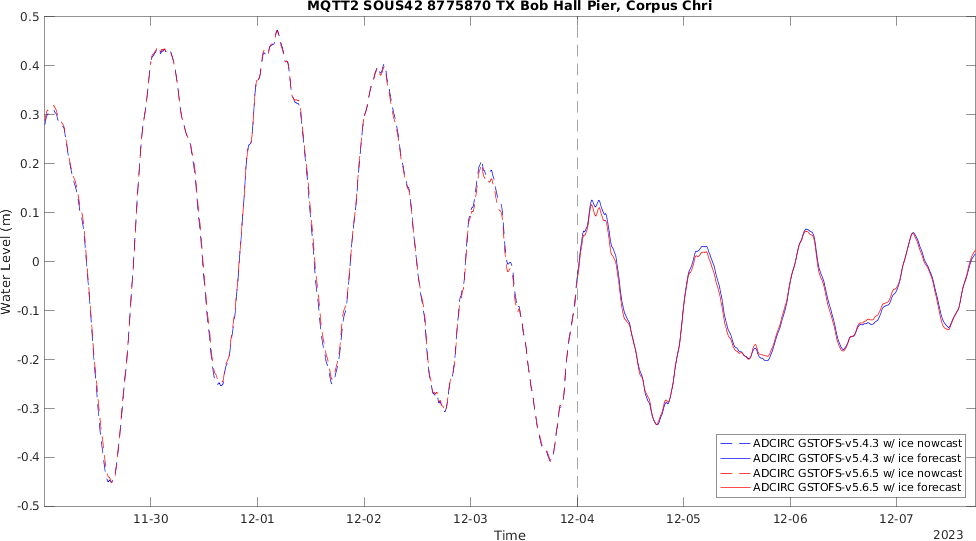 MQTT2 SOUS42 8775870 TX Bob Hall Pier, Corpus Chri
0.5
0.4
0.3
0.2
0.1
0
-0.1
-0.2
-0.3
-0.4
-0.5
Water Level (m)
11-30
12-01
12-02
12-03
12-04
12-05
12-06
12-07
Time
2023
ADCIRC GSTOFS-v5.4.3 w/ ice nowcast
ADCIRC GSTOFS-v5.4.3 w/ ice forecast
ADCIRC GSTOFS-v5.6.5 w/ ice nowcast
ADCIRC GSTOFS-v5.6.5 w/ ice forecast